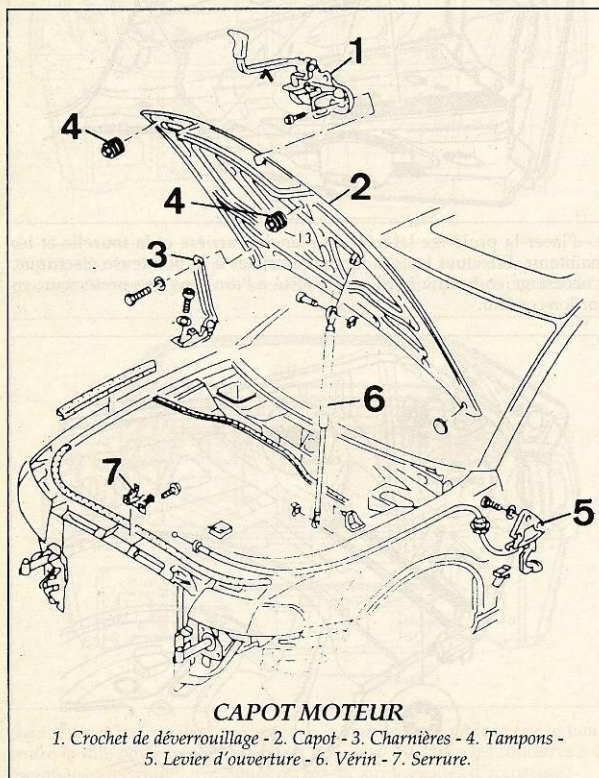 1
4
4
2
3
6
7
5
CAPOT MOTEUR
1. Crochet de déverrouillage - 2. Capot - 3. Charnières - 4. Tampons -
5. Levier d'ouverture - 6. Vérin - 7. Serrure.